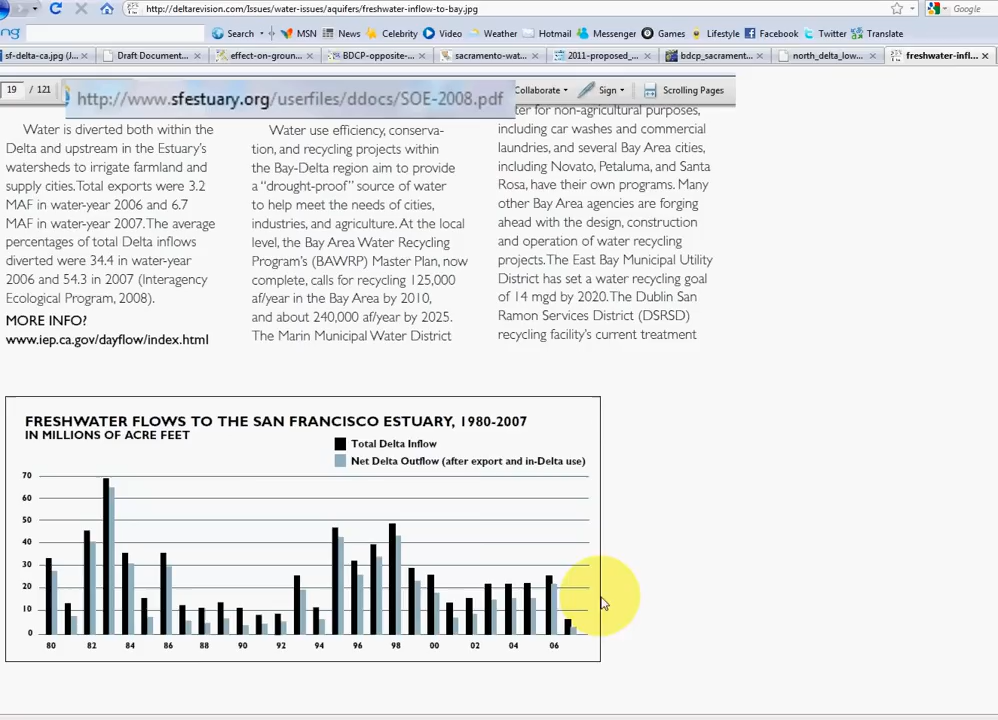 http://deltarevision.com/Issues/water-issues/aquifers/freshwater-inflow-to-bay.jpg
Google
ng
Search
MSN
News
Celebrity
Video
Weather
Hotmail
Messenger
Games
Lifestyle
Facebook
Twitter
Translate
sf-delta-ca.jpg (J...
Draft Document...
effect-on-groun...
BDCP-opposite-...
sacramento-wat...
2011-proposed_...
bdcp_sacrament...
north_delta_low...
freshwater-infl...
19 / 121
http://www.sfestuary.org/userfiles/ddocs/SOE-2008.pdf
Collaborate
Sign
Scrolling Pages
Water is diverted both within the
Delta and upstream in the Estuary's
watersheds to irrigate farmland and
supply cities. Total exports were 3.2
MAF in water-year 2006 and 6.7
MAF in water-year 2007. The average
percentages of total Delta inflows
diverted were 34.4 in water-year
2006 and 54.3 in 2007 (Interagency
Ecological Program, 2008).
MORE INFO?
www.iep.ca.gov/dayflow/index.html
Water use efficiency, conserva-
tion, and recycling projects within
the Bay-Delta region aim to provide
a "drought-proof" source of water
to help meet the needs of cities,
industries, and agriculture. At the local
level, the Bay Area Water Recycling
Program's (BAWRP) Master Plan, now
complete, calls for recycling 125,000
af/year in the Bay Area by 2010,
and about 240,000 af/year by 2025.
The Marin Municipal Water District
for non-agricultural purposes,
including car washes and commercial
laundries, and several Bay Area cities,
including Novato, Petaluma, and Santa
Rosa, have their own programs. Many
other Bay Area agencies are forging
ahead with the design, construction
and operation of water recycling
projects. The East Bay Municipal Utility
District has set a water recycling goal
of 14 mgd by 2020. The Dublin San
Ramon Services District (DSRSD)
recycling facility's current treatment
FRESHWATER FLOWS TO THE SAN FRANCISCO ESTUARY, 1980-2007
IN MILLIONS OF ACRE FEET
Total Delta Inflow
Net Delta Outflow (after export and in-Delta use)
70
60
50
40
30
20
10
0
80 82 84 86 88 90 92 94 96 98 00 02 04 06